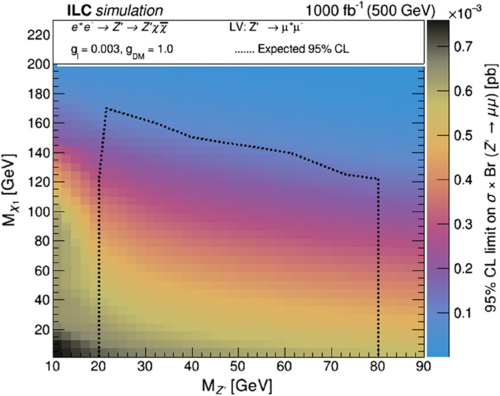 ILC simulation 1000 fb⁻¹ (500 GeV)
e⁺e⁻ → Z' → Z'χχ̅ LV: Z' → μ⁺μ⁻
gₗ = 0.003, g_DM = 1.0 ........ Expected 95% CL
220
200
180
160
140
120
100
80
60
40
20
M_χ1 [GeV]
10 20 30 40 50 60 70 80 90
M_Z' [GeV]
×10⁻³
0.7
0.6
0.5
0.4
0.3
0.2
0.1
95% CL limit on σ × Br (Z' → μμ) [pb]